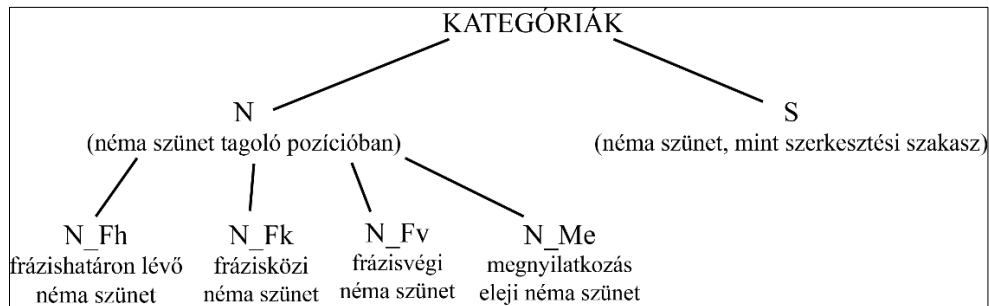 KATEGÓRIÁK
N
(néma szünet tagoló pozícióban)
S
(néma szünet, mint szerkesztési szakasz)
N_Fh
frázishatáron lévő
néma szünet
N_Fk
frázisközi
néma szünet
N_Fv
frázisvégi
néma szünet
N_Me
megnyilatkozás
eleji néma szünet